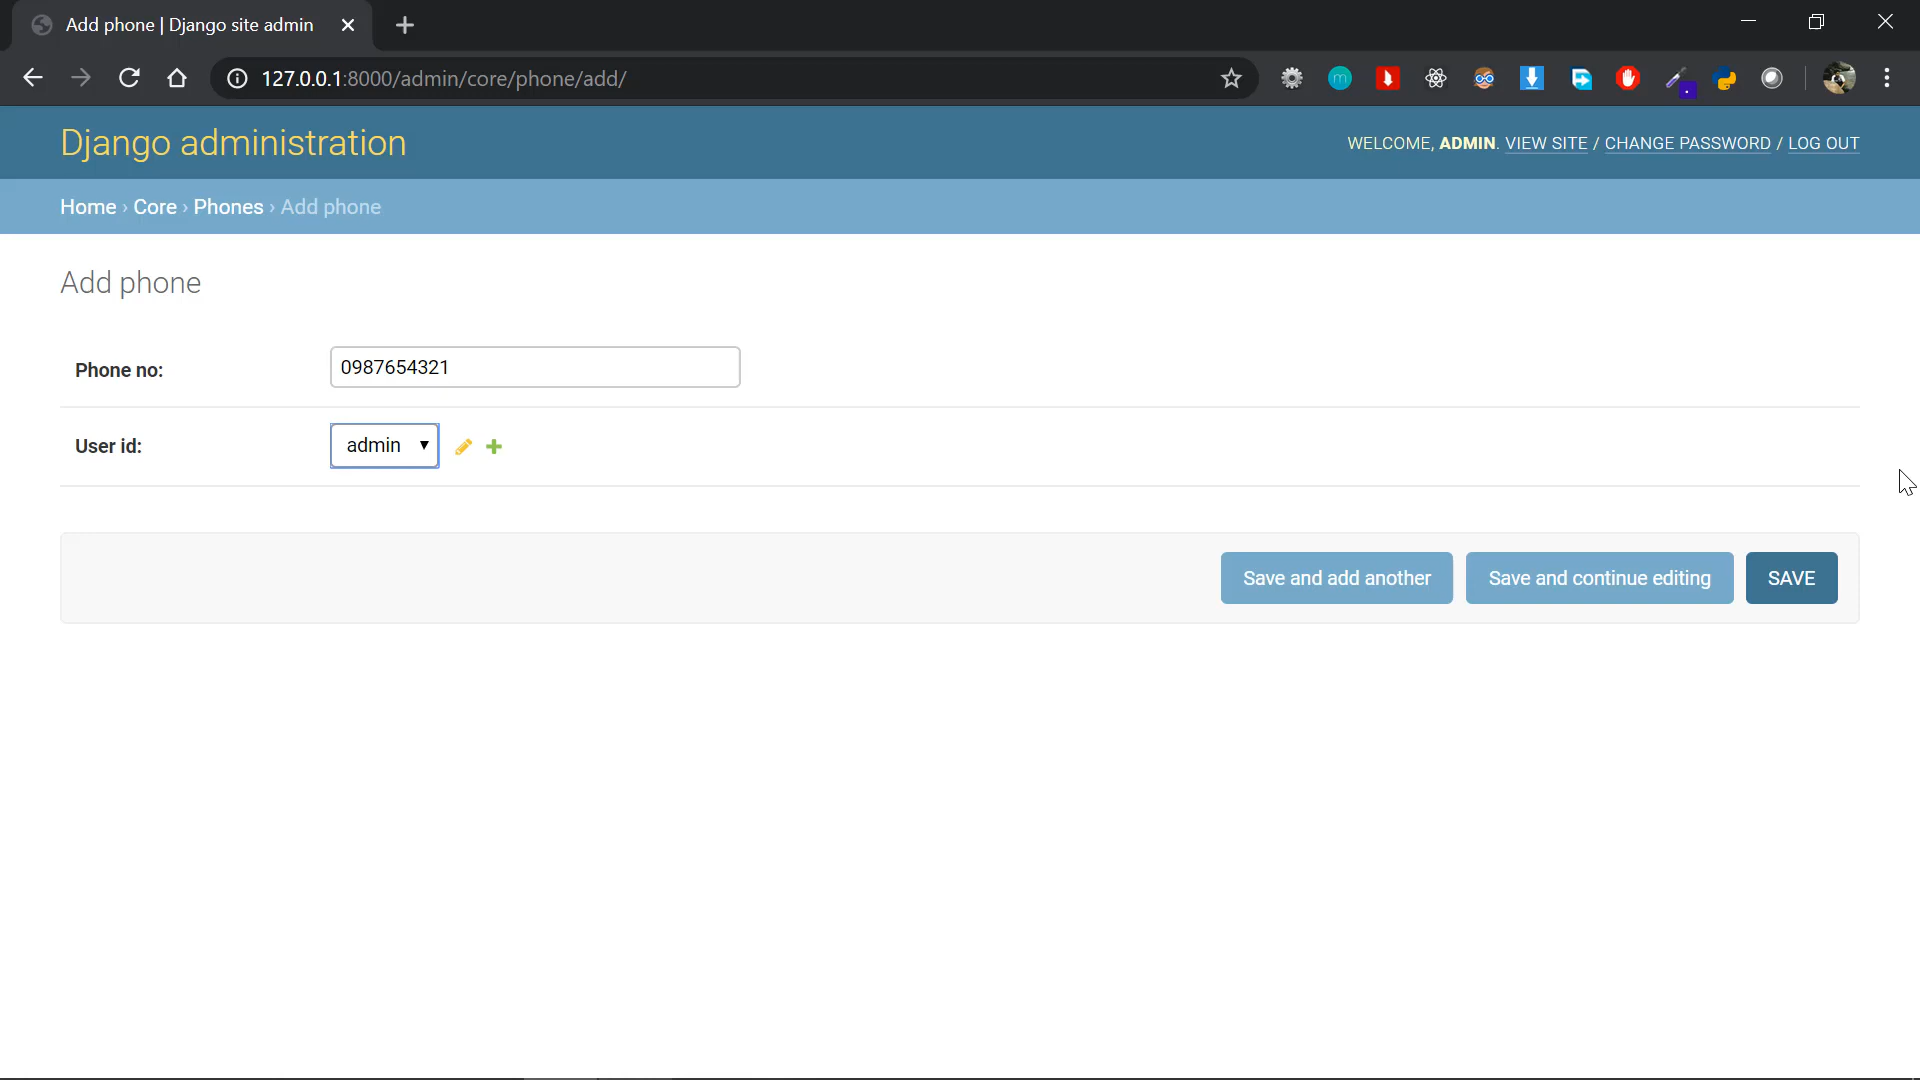 Add phone | Django site admin
127.0.0.1:8000/admin/core/phone/add/
Django administration
WELCOME, ADMIN. VIEW SITE / CHANGE PASSWORD / LOG OUT
Home › Core › Phones › Add phone
Add phone
Phone no: 0987654321
User id: admin
Save and add another Save and continue editing SAVE